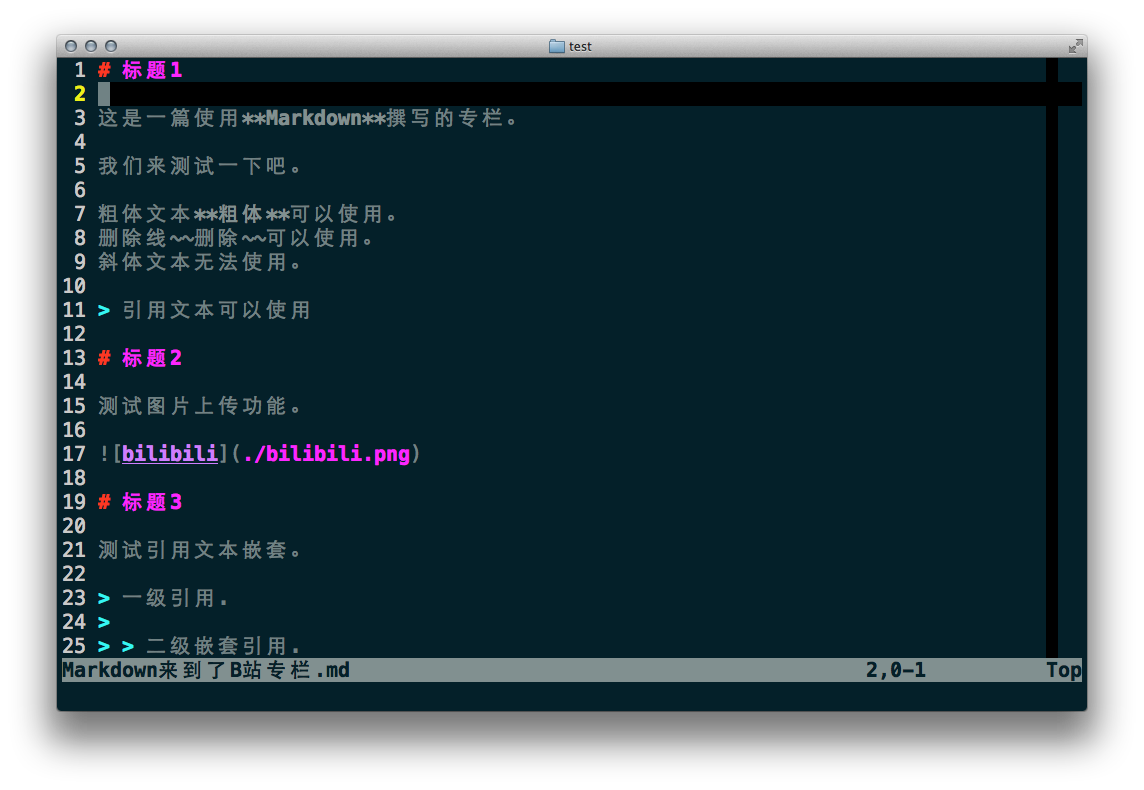 test
1 # 标题1
2
3 这是一篇使用**Markdown**撰写的专栏。
4
5 我们来测试一下吧。
6
7 粗体文本**粗体**可以使用。
8 删除线~~删除~~可以使用。
9 斜体文本无法使用。
10
11 > 引用文本可以使用
12
13 # 标题2
14
15 测试图片上传功能。
16
17 ![bilibili](./bilibili.png)
18
19 # 标题3
20
21 测试引用文本嵌套。
22
23 > 一级引用.
24 >
25 > > 二级嵌套引用.
Markdown来到了B站专栏.md 2,0-1 Top